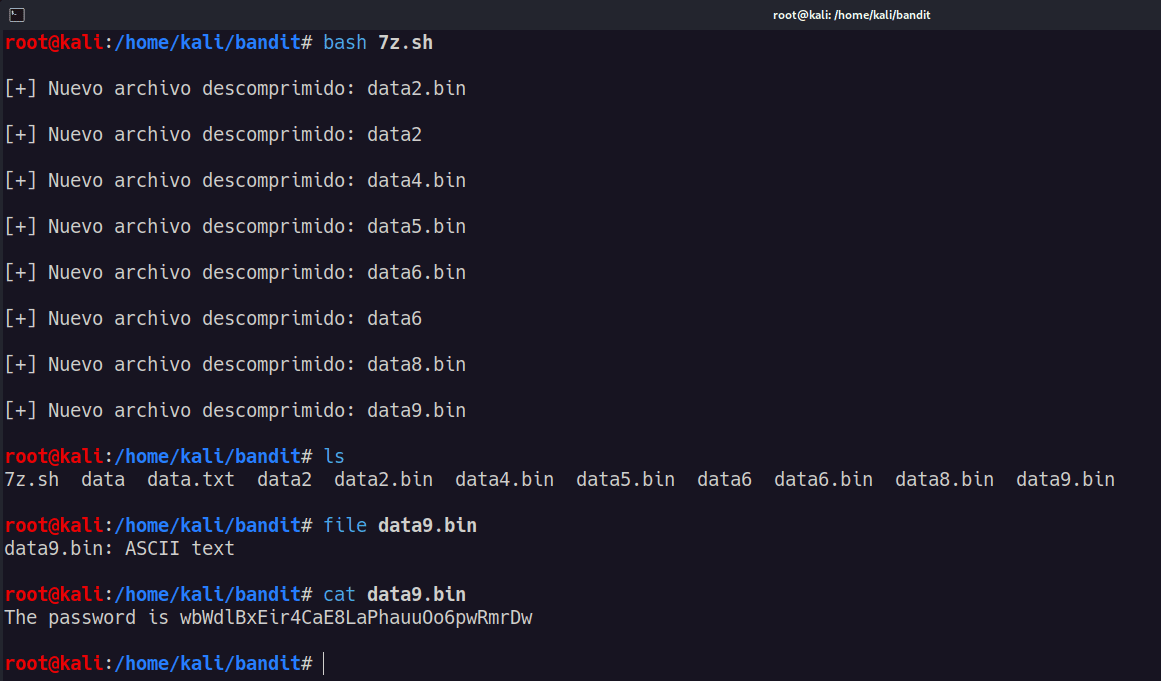 root@kali: /home/kali/bandit
root@kali:/home/kali/bandit# bash 7z.sh
[+] Nuevo archivo descomprimido: data2.bin
[+] Nuevo archivo descomprimido: data2
[+] Nuevo archivo descomprimido: data4.bin
[+] Nuevo archivo descomprimido: data5.bin
[+] Nuevo archivo descomprimido: data6.bin
[+] Nuevo archivo descomprimido: data6
[+] Nuevo archivo descomprimido: data8.bin
[+] Nuevo archivo descomprimido: data9.bin
root@kali:/home/kali/bandit# ls
7z.sh  data  data.txt  data2  data2.bin  data4.bin  data5.bin  data6  data6.bin  data8.bin  data9.bin
root@kali:/home/kali/bandit# file data9.bin
data9.bin: ASCII text
root@kali:/home/kali/bandit# cat data9.bin
The password is wbWdlBxEir4CaE8LaPhauuOo6pwRmrDw
root@kali:/home/kali/bandit#